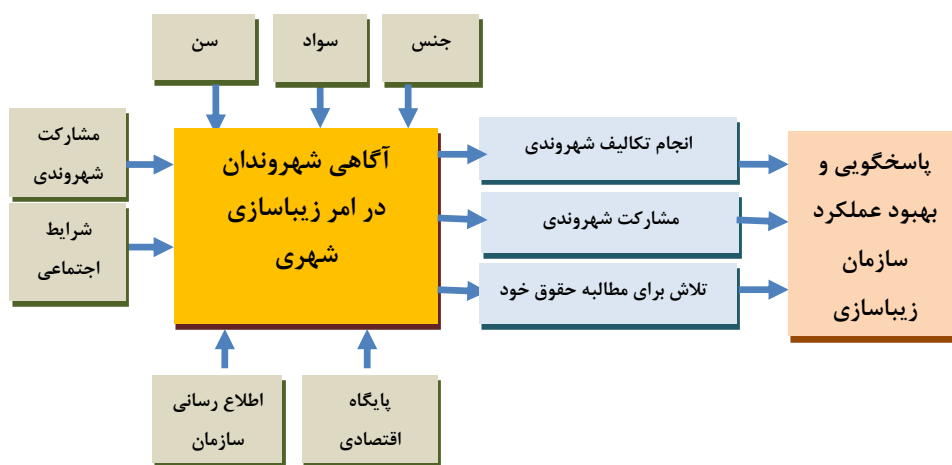 جنس
سواد
سن
مشارکت
شهروندی
شرایط
اجتماعی
آگاهی شهروندان
در امر زیباسازی
شهری
انجام تکالیف شهروندی
مشارکت شهروندی
تلاش برای مطالبه حقوق خود
پاسخگویی و
بهبود عملکرد
سازمان
زیباسازی
پایگاه
اقتصادی
اطلاع رسانی
سازمان